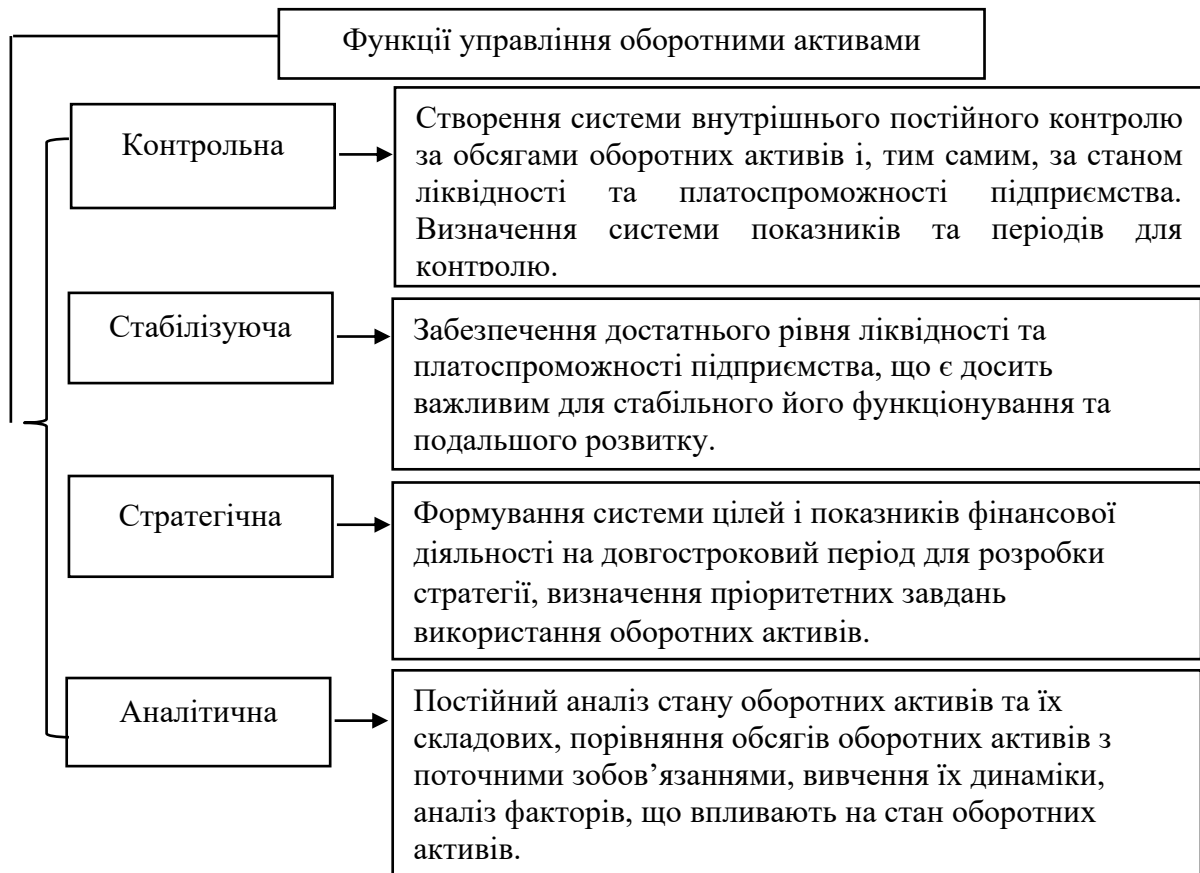 Функції управління оборотними активами
Контрольна
Створення системи внутрішнього постійного контролю
за обсягами оборотних активів і, тим самим, за станом
ліквідності та платоспроможності підприємства.
Визначення системи показників та періодів для
контролю.
Стабілізуюча
Забезпечення достатнього рівня ліквідності та
платоспроможності підприємства, що є досить
важливим для стабільного його функціонування та
подальшого розвитку.
Стратегічна
Формування системи цілей і показників фінансової
діяльності на довгостроковий період для розробки
стратегії, визначення пріоритетних завдань
використання оборотних активів.
Аналітична
Постійний аналіз стану оборотних активів та їх
складових, порівняння обсягів оборотних активів з
поточними зобов’язаннями, вивчення їх динаміки,
аналіз факторів, що впливають на стан оборотних
активів.